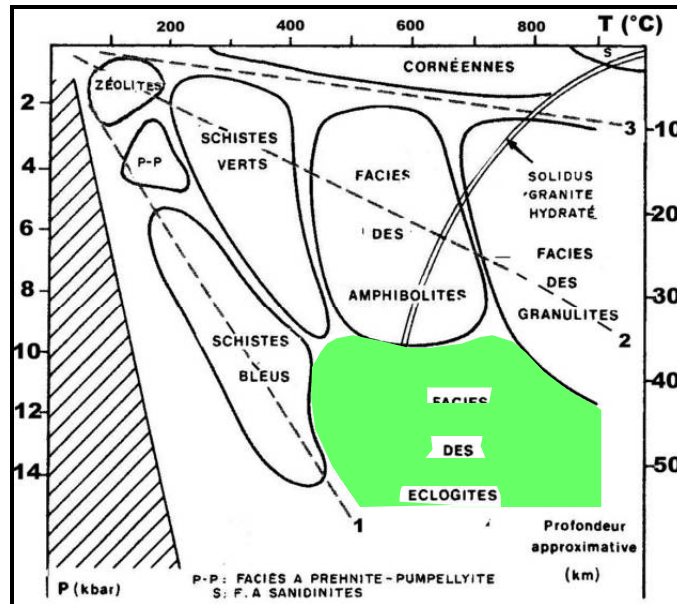 T (°C)
200
400
600
800
S
CORNÉENNES
ZÉOLITES
2
3
10
SCHISTES
VERTS
P-P
FACIES
DES
AMPHIBOLITES
SOLIDUS
GRANITE
HYDRATÉ
4
20
6
FACIES
DES
GRANULITES
8
30
2
SCHISTES
BLEUS
10
40
FACIES
DES
ECLOGITES
12
14
50
1
Profondeur
approximative
(km)
P (kbar)
P-P: FACIÉS A PREHNITE-PUMPELLYITE
S: F. A SANIDINITES